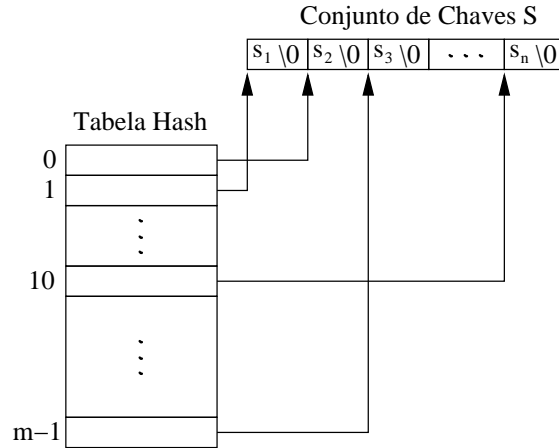 Conjunto de Chaves S
s₁ \0 s₂ \0 s₃ \0 . . . sₙ \0
Tabela Hash
0
1
10
m−1